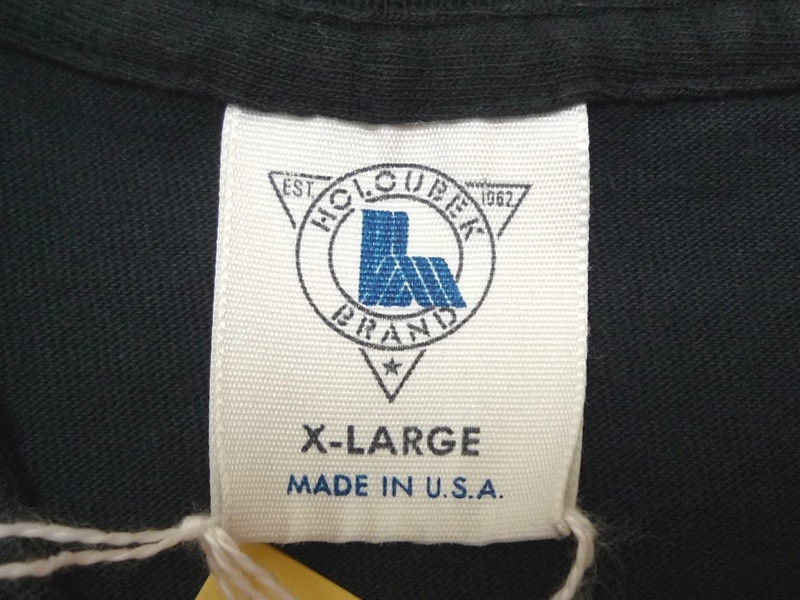 EST. 1962
HOLOUBEK
BRAND
X-LARGE
MADE IN U.S.A.